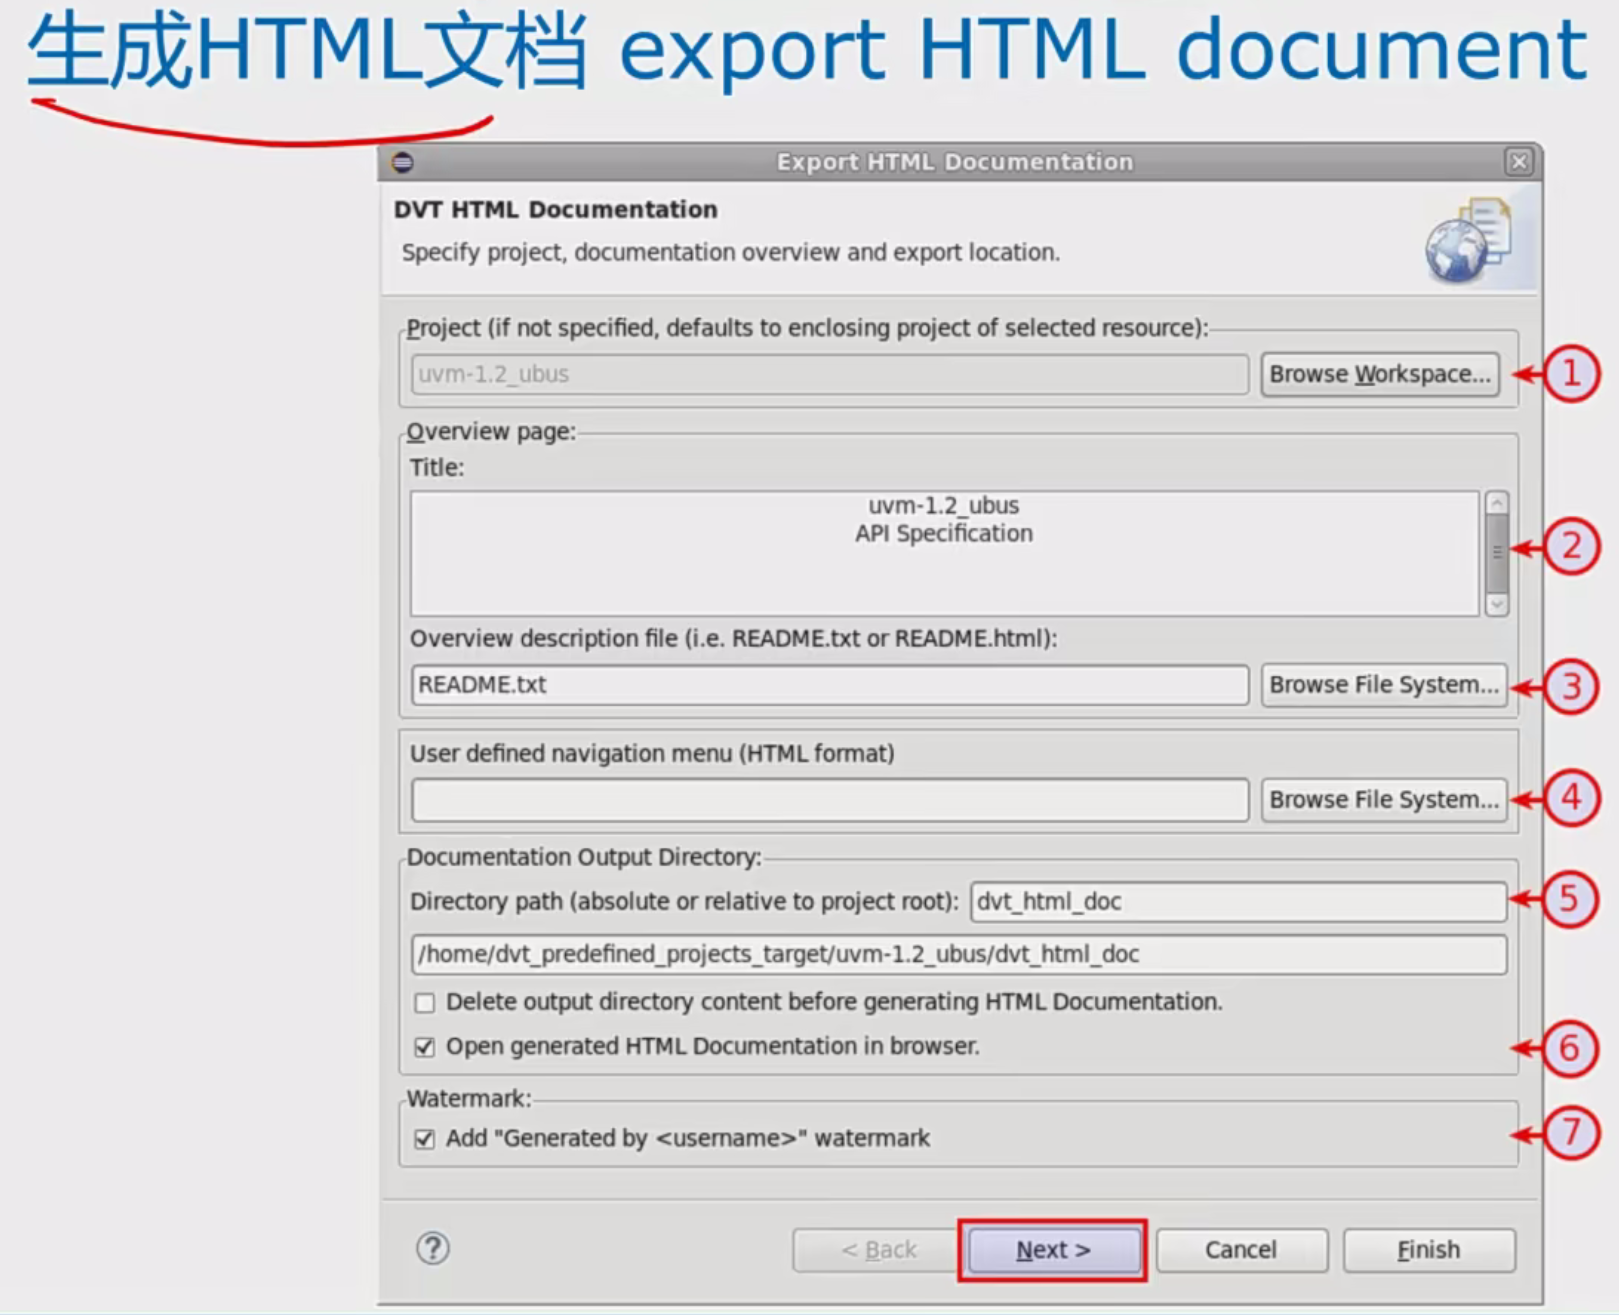 生成HTML文档 export HTML document
Export HTML Documentation
DVT HTML Documentation
Specify project, documentation overview and export location.
Project (if not specified, defaults to enclosing project of selected resource):
uvm-1.2_ubus
Browse Workspace...
1
Overview page:
Title:
uvm-1.2_ubus
API Specification
2
Overview description file (i.e. README.txt or README.html):
README.txt
Browse File System...
3
User defined navigation menu (HTML format)
Browse File System...
4
Documentation Output Directory:
Directory path (absolute or relative to project root):
dvt_html_doc
5
/home/dvt_predefined_projects_target/uvm-1.2_ubus/dvt_html_doc
Delete output directory content before generating HTML Documentation.
Open generated HTML Documentation in browser.
6
Watermark:
Add "Generated by <username>" watermark
7
?
< Back
Next >
Cancel
Finish